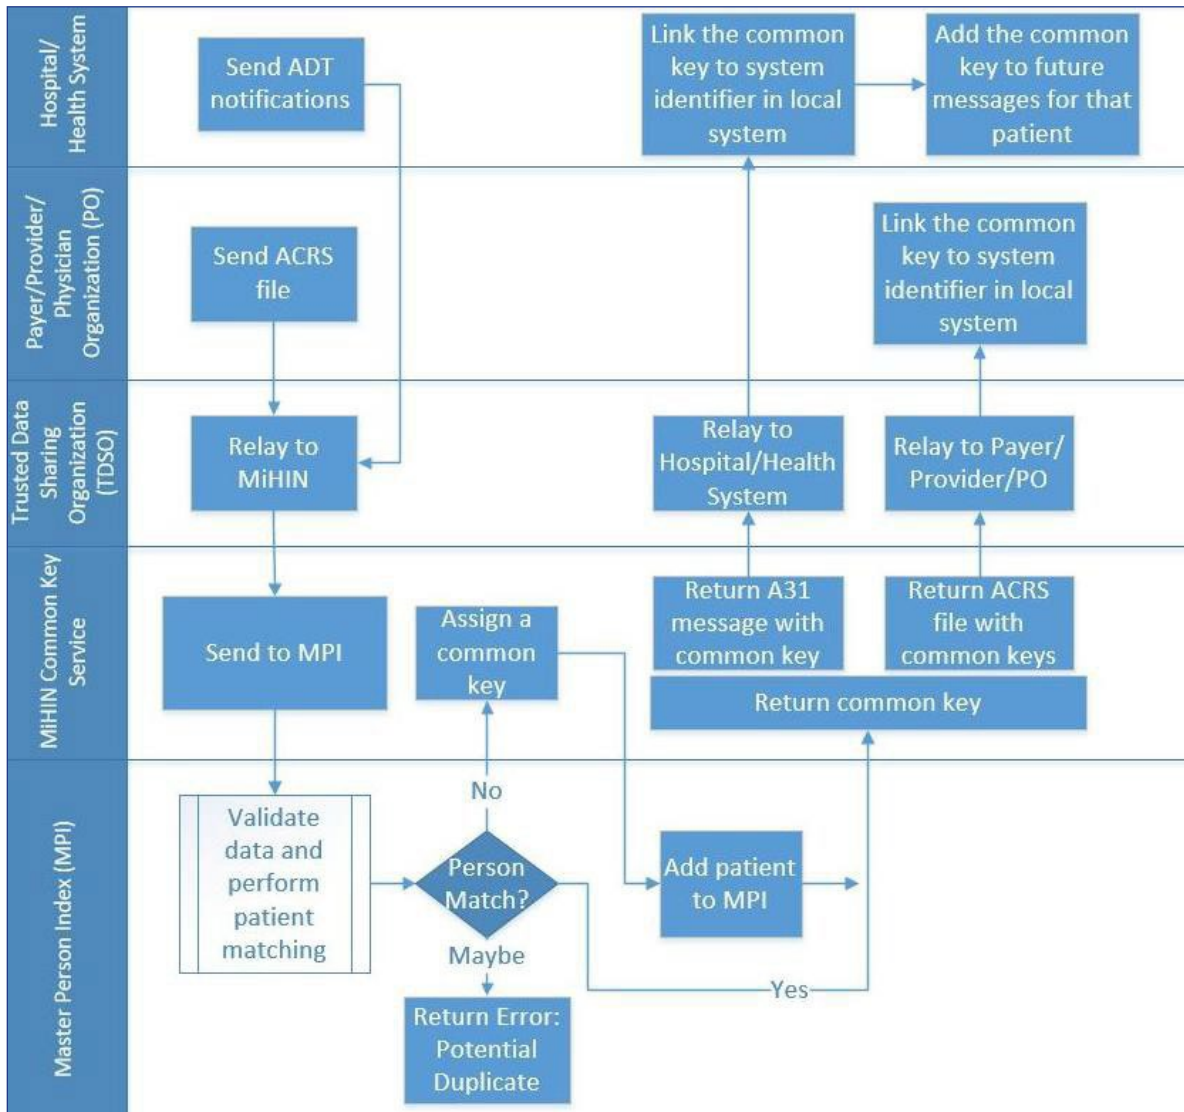 Hospital/
Health System
Send ADT
notifications
Link the common
key to system
identifier in local
system
Add the common
key to future
messages for that
patient
Payer/Provider/
Physician
Organization (PO)
Send ACRS
file
Link the common
key to system
identifier in local
system
Trusted Data
Sharing
Organization
(TDSO)
Relay to
MiHIN
Relay to
Hospital/Health
System
Relay to Payer/
Provider/PO
MiHIN Common Key
Service
Send to MPI
Assign a
common
key
Return A31
message with
common key
Return ACRS
file with
common keys
Return common key
Master Person Index (MPI)
Validate
data and
perform
patient
matching
No
Person
Match?
Maybe
Return Error:
Potential
Duplicate
Add patient
to MPI
Yes